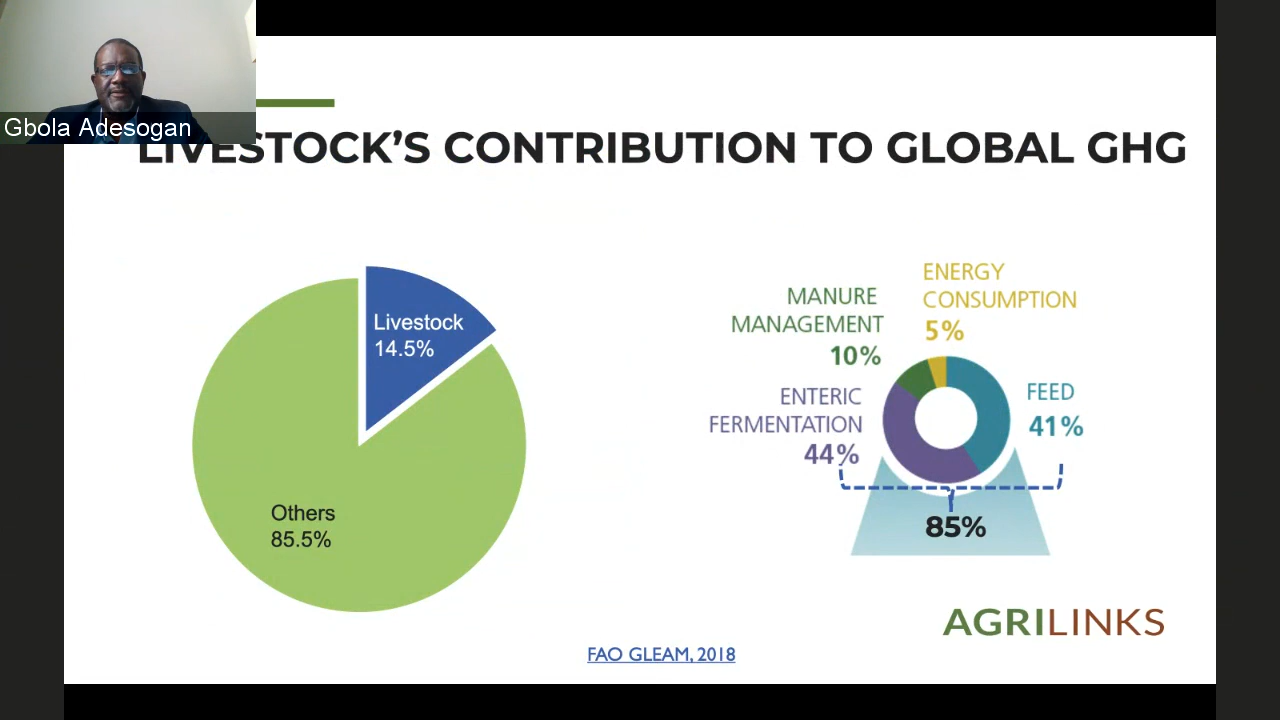 Gbola Adesogan
LIVESTOCK’S CONTRIBUTION TO GLOBAL GHG
Livestock
14.5%
Others
85.5%
ENERGY
CONSUMPTION
5%
MANURE
MANAGEMENT
10%
ENTERIC
FERMENTATION
44%
FEED
41%
85%
AGRILINKS
FAO GLEAM, 2018